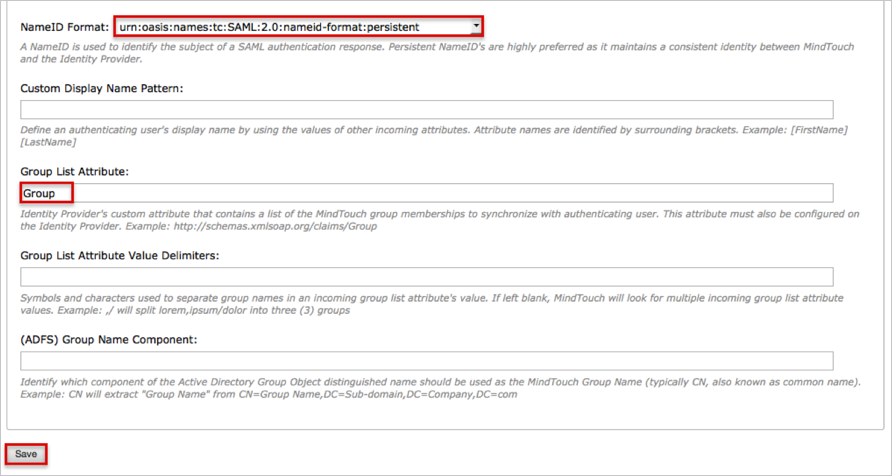 NameID Format: urn:oasis:names:tc:SAML:2.0:nameid-format:persistent
A NameID is used to identify the subject of a SAML authentication response. Persistent NameID's are highly preferred as it maintains a consistent identity between MindTouch
and the Identity Provider.
Custom Display Name Pattern:
Define an authenticating user's display name by using the values of other incoming attributes. Attribute names are identified by surrounding brackets. Example: [FirstName]
[LastName]
Group List Attribute:
Group
Identity Provider's custom attribute that contains a list of the MindTouch group memberships to synchronize with authenticating user. This attribute must also be configured on
the Identity Provider. Example: http://schemas.xmlsoap.org/claims/Group
Group List Attribute Value Delimiters:
Symbols and characters used to separate group names in an incoming group list attribute's value. If left blank, MindTouch will look for multiple incoming group list attribute
values. Example: ,/ will split lorem,ipsum/dolor into three (3) groups
(ADFS) Group Name Component:
Identify which component of the Active Directory Group Object distinguished name should be used as the MindTouch Group Name (typically CN, also known as common name).
Example: CN will extract "Group Name" from CN=Group Name,DC=Sub-domain,DC=Company,DC=com
Save